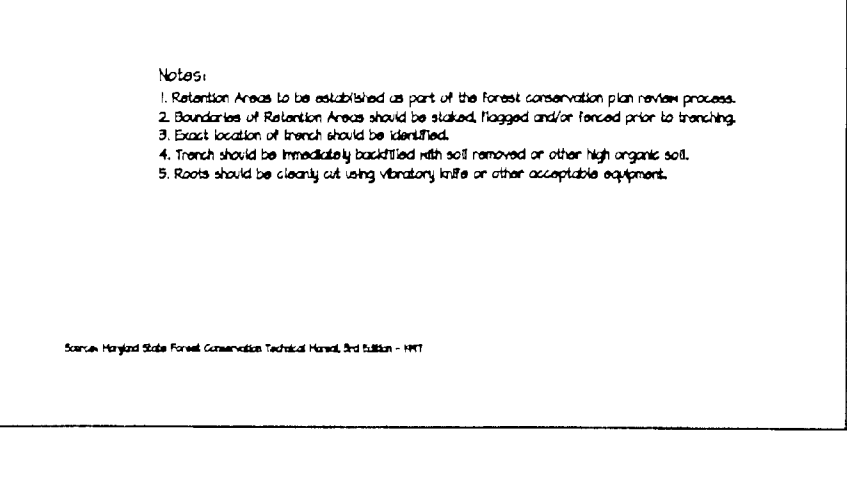 Notes:
1. Retention Areas to be established as part of the forest conservation plan review process.
2. Boundaries of Retention Areas should be staked, flagged and/or fenced prior to trenching.
3. Exact location of trench should be identified.
4. Trench should be immediately backfilled with soil removed or other high organic soil.
5. Roots should be cleanly cut using vibratory knife or other acceptable equipment.
Source: Maryland State Forest Conservation Technical Manual, 3rd Edition - 1997